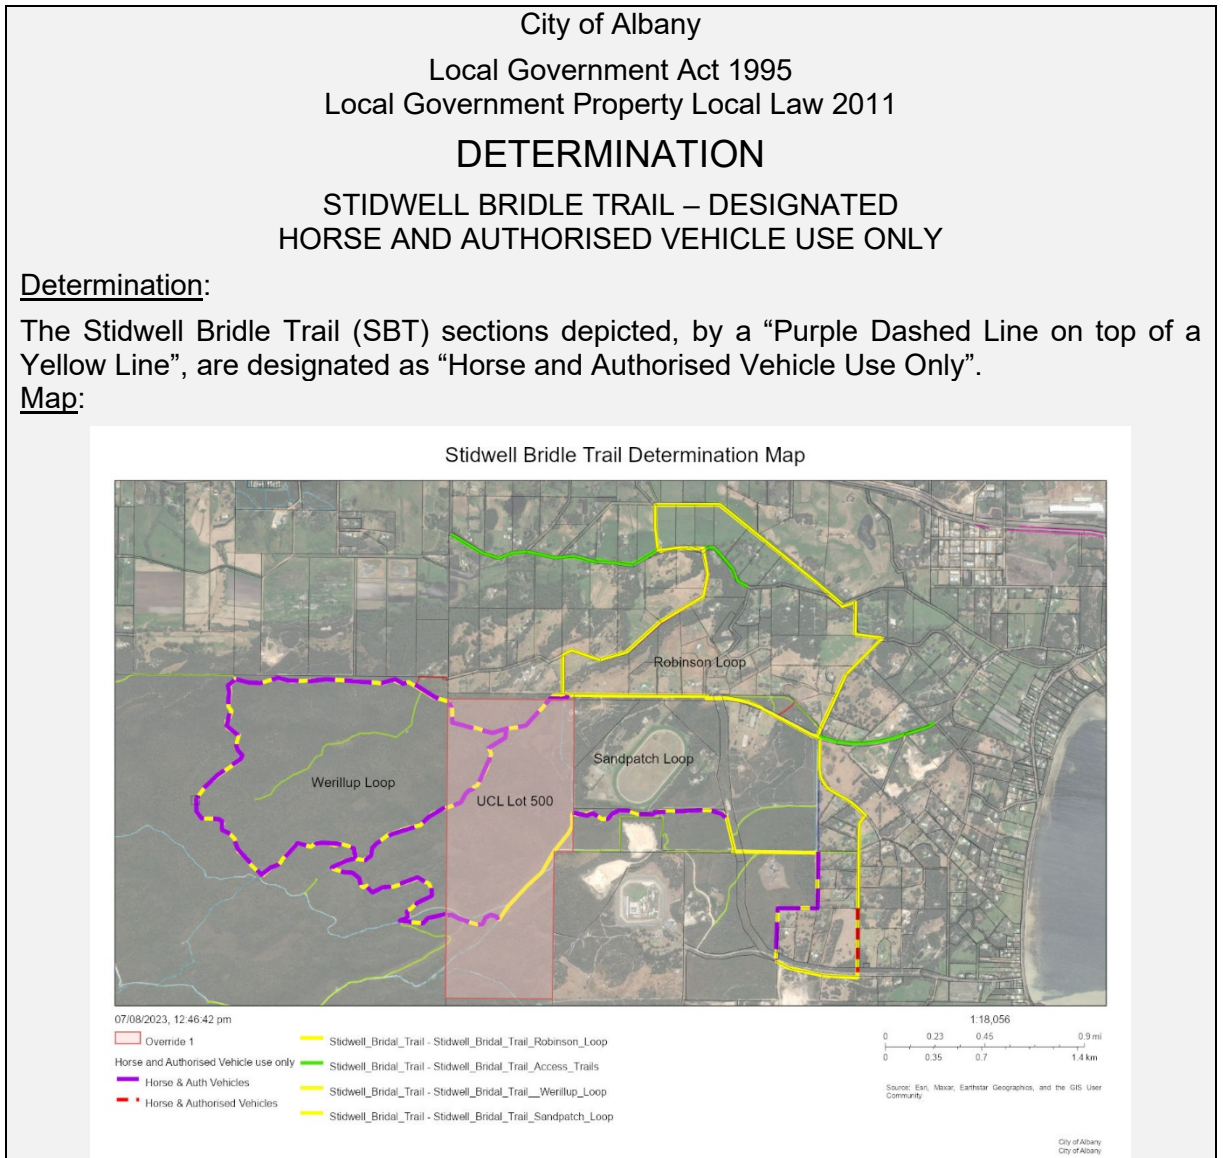 City of Albany
Local Government Act 1995
Local Government Property Local Law 2011
DETERMINATION
STIDWELL BRIDLE TRAIL – DESIGNATED
HORSE AND AUTHORISED VEHICLE USE ONLY
Determination:
The Stidwell Bridle Trail (SBT) sections depicted, by a “Purple Dashed Line on top of a
Yellow Line”, are designated as “Horse and Authorised Vehicle Use Only”.
Map:
Stidwell Bridle Trail Determination Map
Robinson Loop
Sandpatch Loop
Werillup Loop
UCL Lot 500
07/08/2023, 12:46:42 pm
Override 1
Horse and Authorised Vehicle use only
Horse & Auth Vehicles
Horse & Authorised Vehicles
Stidwell_Bridal_Trail - Stidwell_Bridal_Trail_Robinson_Loop
Stidwell_Bridal_Trail - Stidwell_Bridal_Trail_Access_Trails
Stidwell_Bridal_Trail - Stidwell_Bridal_Trail__Werillup_Loop
Stidwell_Bridal_Trail - Stidwell_Bridal_Trail_Sandpatch_Loop
1:18,056
0 0.23 0.45 0.9 mi
0 0.35 0.7 1.4 km
Source: Esri, Maxar, Earthstar Geographics, and the GIS User
Community
City of Albany
City of Albany